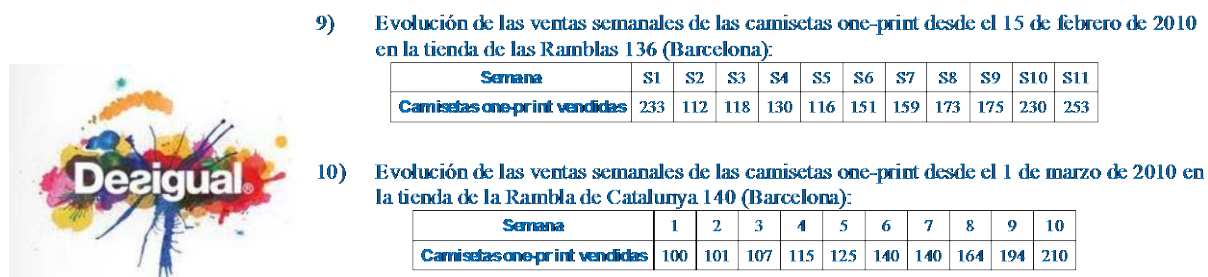 9) Evolución de las ventas semanales de las camisetas one-print desde el 15 de febrero de 2010
en la tienda de las Ramblas 136 (Barcelona):
Semana S1 S2 S3 S4 S5 S6 S7 S8 S9 S10 S11
Camisetas one-print vendidas 233 112 118 130 116 151 159 173 175 230 253
Desigual®
10) Evolución de las ventas semanales de las camisetas one-print desde el 1 de marzo de 2010 en
la tienda de la Rambla de Catalunya 140 (Barcelona):
Semana 1 2 3 4 5 6 7 8 9 10
Camisetas one-print vendidas 100 101 107 115 125 140 140 164 194 210